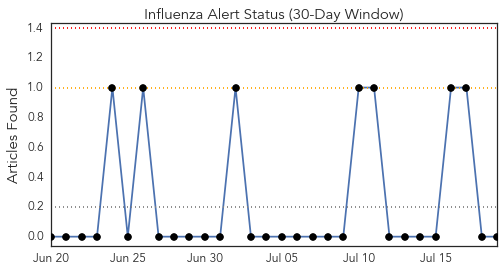 Influenza Alert Status (30-Day Window)
Articles Found
1.4
1.2
1.0
0.8
0.6
0.4
0.2
0.0
Jun 20 Jun 25 Jun 30 Jul 05 Jul 10 Jul 15